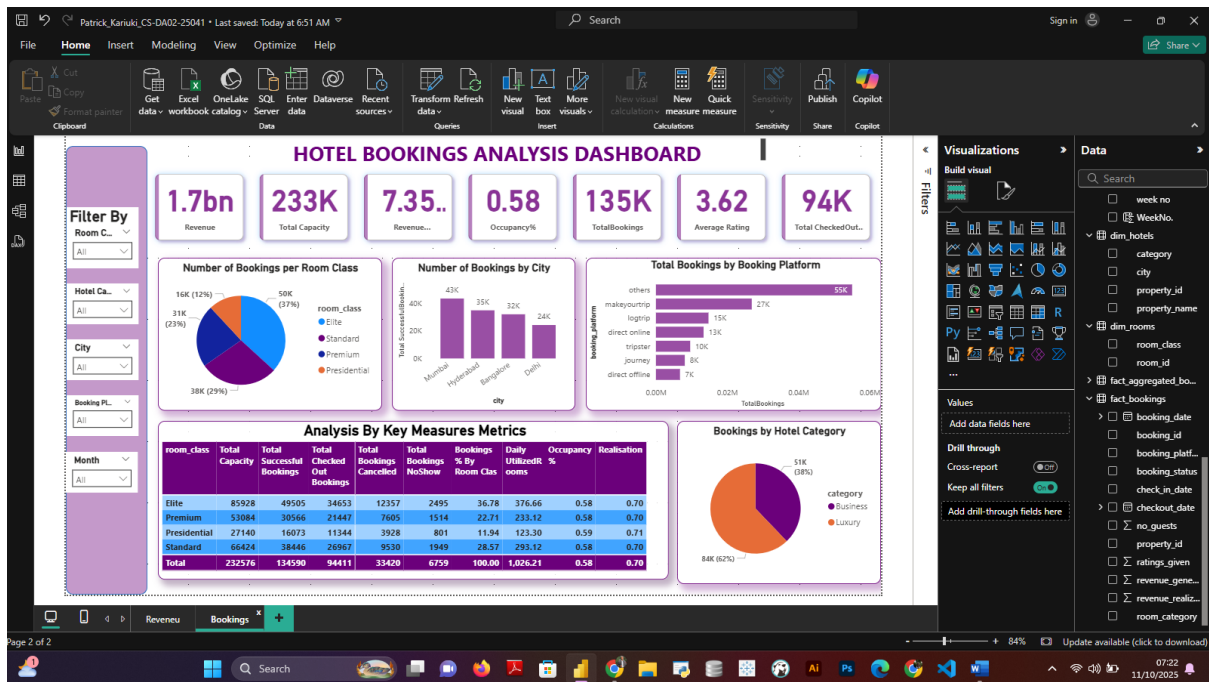 Patrick_Kariuki_CS-DA02-25041 • Last saved: Today at 6:51 AM
Search
Sign in
File Home Insert Modeling View Optimize Help
Share
Paste
Cut
Copy
Format painter
Get data
Excel workbook
OneLake catalog
SQL Server
Enter data
Dataverse
Recent sources
Transform data
Refresh
New visual
Text box
More visuals
New visual calculation
New measure
Quick measure
Sensitivity
Publish
Copilot
Clipboard Data Queries Insert Calculations Sensitivity Share Copilot
HOTEL BOOKINGS ANALYSIS DASHBOARD
1.7bn
Revenue
233K
Total Capacity
7.35..
Revenue...
0.58
Occupancy%
135K
TotalBookings
3.62
Average Rating
94K
Total CheckedOut..
Filter By
Room C...
All
Hotel Ca...
All
City
All
Booking Pl...
All
Month
All
Number of Bookings per Room Class
16K (12%)
50K
(37%)
31K
(23%)
38K (29%)
room_class
Elite
Standard
Premium
Presidential
Number of Bookings by City
Total SuccessfulBookin...
40K
20K
0K
43K
35K
32K
24K
Mumbai
Hyderabad
Bangalore
Delhi
city
Total Bookings by Booking Platform
booking_platform
others 55K
makeyourtrip 27K
logtrip 15K
direct online 13K
tripster 10K
journey 8K
direct offline 7K
0.00M 0.02M 0.04M 0.06M
TotalBookings
Analysis By Key Measures Metrics
room_class Total Total Total Total Total Bookings Daily Occupancy Realisation
Capacity Successful Checked Bookings Bookings % By UtilizedR %
Bookings Out Cancelled NoShow Room Clas ooms
Bookings
Elite 85928 49505 34653 12357 2495 36.78 376.66 0.58 0.70
Premium 53084 30566 21447 7605 1514 22.71 233.12 0.58 0.70
Presidential 27140 16073 11344 3928 801 11.94 123.30 0.59 0.71
Standard 66424 38446 26967 9530 1949 28.57 293.12 0.58 0.70
Total 232576 134590 94411 33420 6759 100.00 1,026.21 0.58 0.70
Bookings by Hotel Category
51K
(38%)
84K (62%)
category
Business
Luxury
Filters
Visualizations
Build visual
123
R
Py
...
Values
Add data fields here
Drill through
Cross-report
Off
Keep all filters
On
Add drill-through fields here
Data
Search
week no
WeekNo.
dim_hotels
category
city
property_id
property_name
dim_rooms
room_class
room_id
fact_aggregated_bo...
fact_bookings
booking_date
booking_id
booking_platf...
booking_status
check_in_date
checkout_date
no_guests
property_id
ratings_given
revenue_gene...
revenue_realiz...
room_category
Reveneu
Bookings
x
+
Page 2 of 2
84%
Update available (click to download)
1
Search
Ai
Ps
07:22
11/10/2025